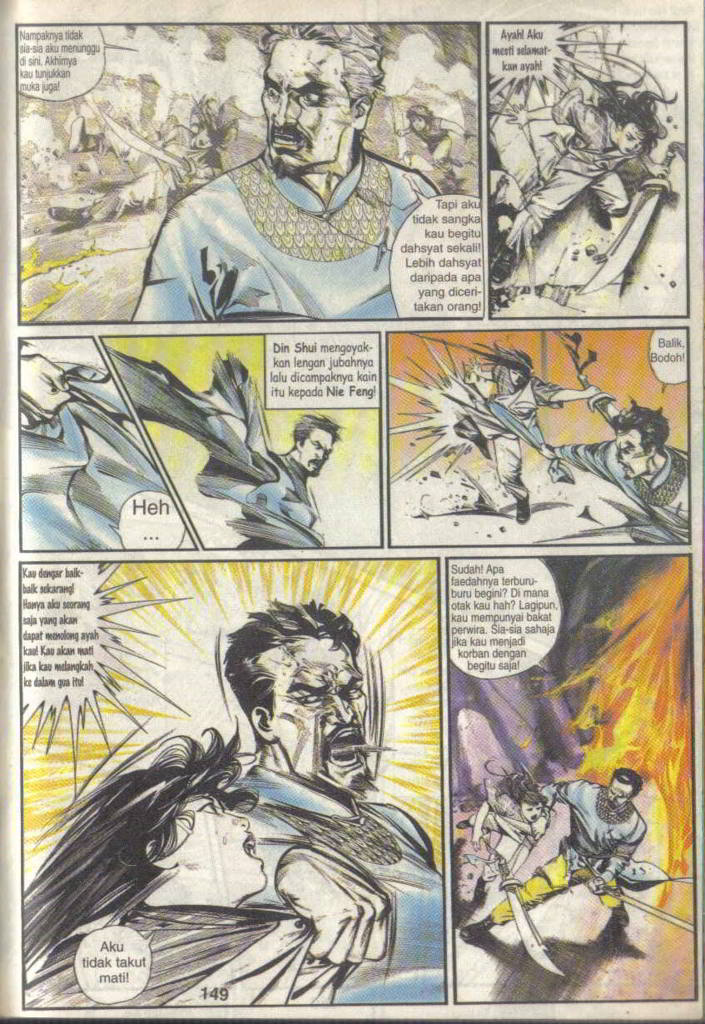 Nampaknya tidak
sia-sia aku menunggu
di sini. Akhirnya
kau tunjukkan
muka juga!
Tapi aku
tidak sangka
kau begitu
dahsyat sekali!
Lebih dahsyat
daripada apa
yang diceri-
takan orang!
Ayah! Aku
mesti selamat-
kan ayah!
Heh
...
Din Shui mengoyak-
kan lengan jubahnya
lalu dicampaknya kain
itu kepada Nie Feng!
Balik,
Bodoh!
Kau dengar baik-
baik sekarang!
Hanya aku seorang
saja yang akan
dapat menolong ayah
kau! Kau akan mati
jika kau melangkah
ke dalam gua itu!
Aku
tidak takut
mati!
Sudah! Apa
faedahnya terburu-
buru begini? Di mana
otak kau hah? Lagipun,
kau mempunyai bakat
perwira. Sia-sia sahaja
jika kau menjadi
korban dengan
begitu saja!
149